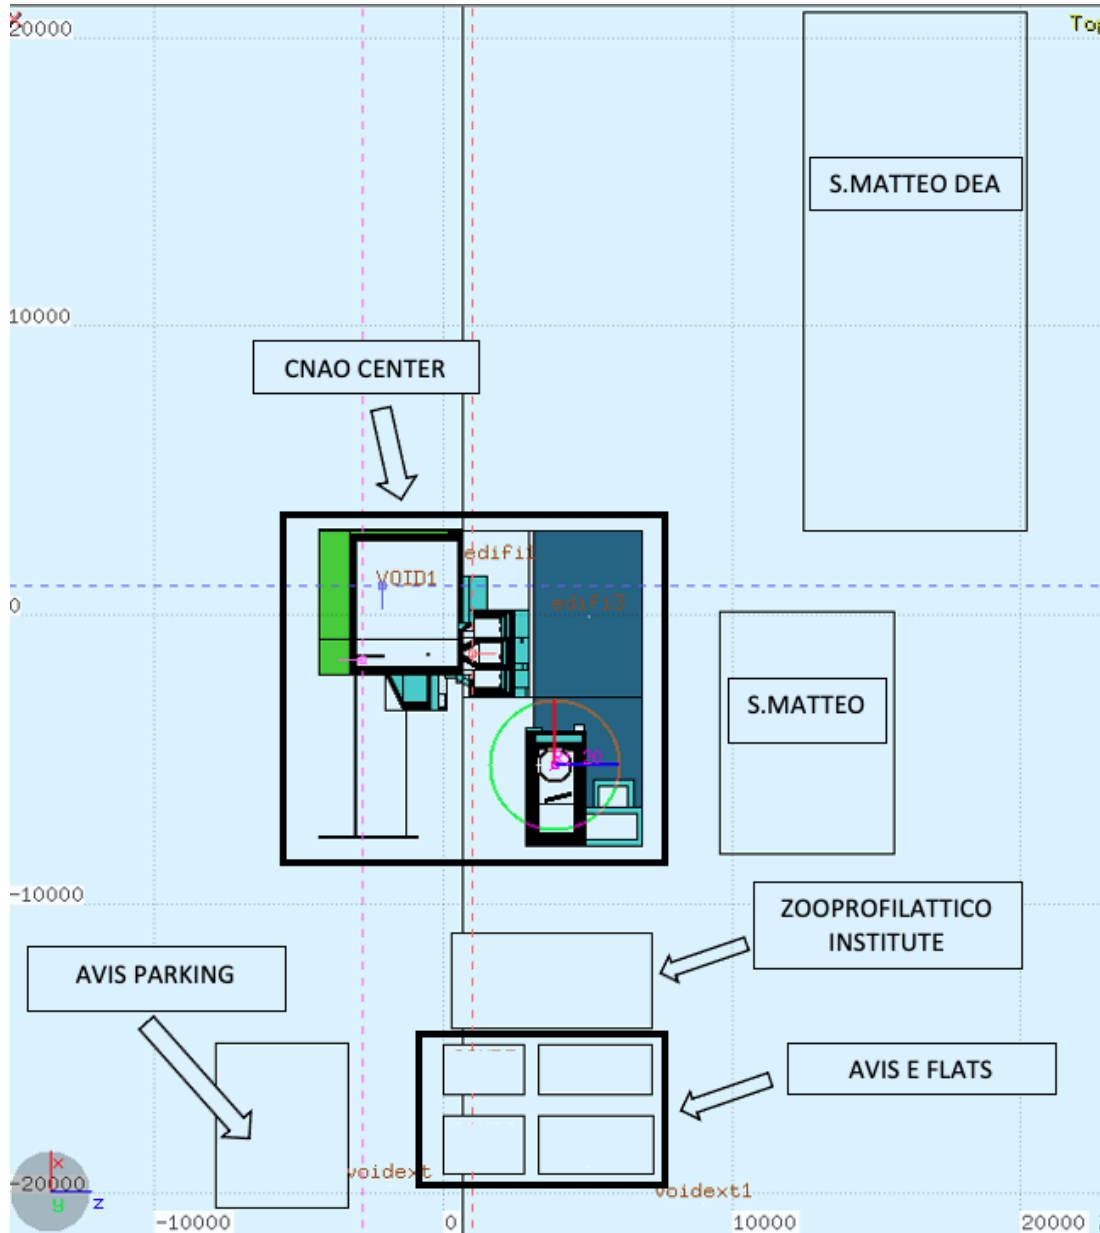 20000
Top
S.MATTEO DEA
10000
CNAO CENTER
edifi1
VOID1
0
edifi3
S.MATTEO
20
-10000
ZOOPROFILATTICO
INSTITUTE
AVIS PARKING
AVIS E FLATS
x
voidext
-20000
y
z
voidext1
-10000
0
10000
20000